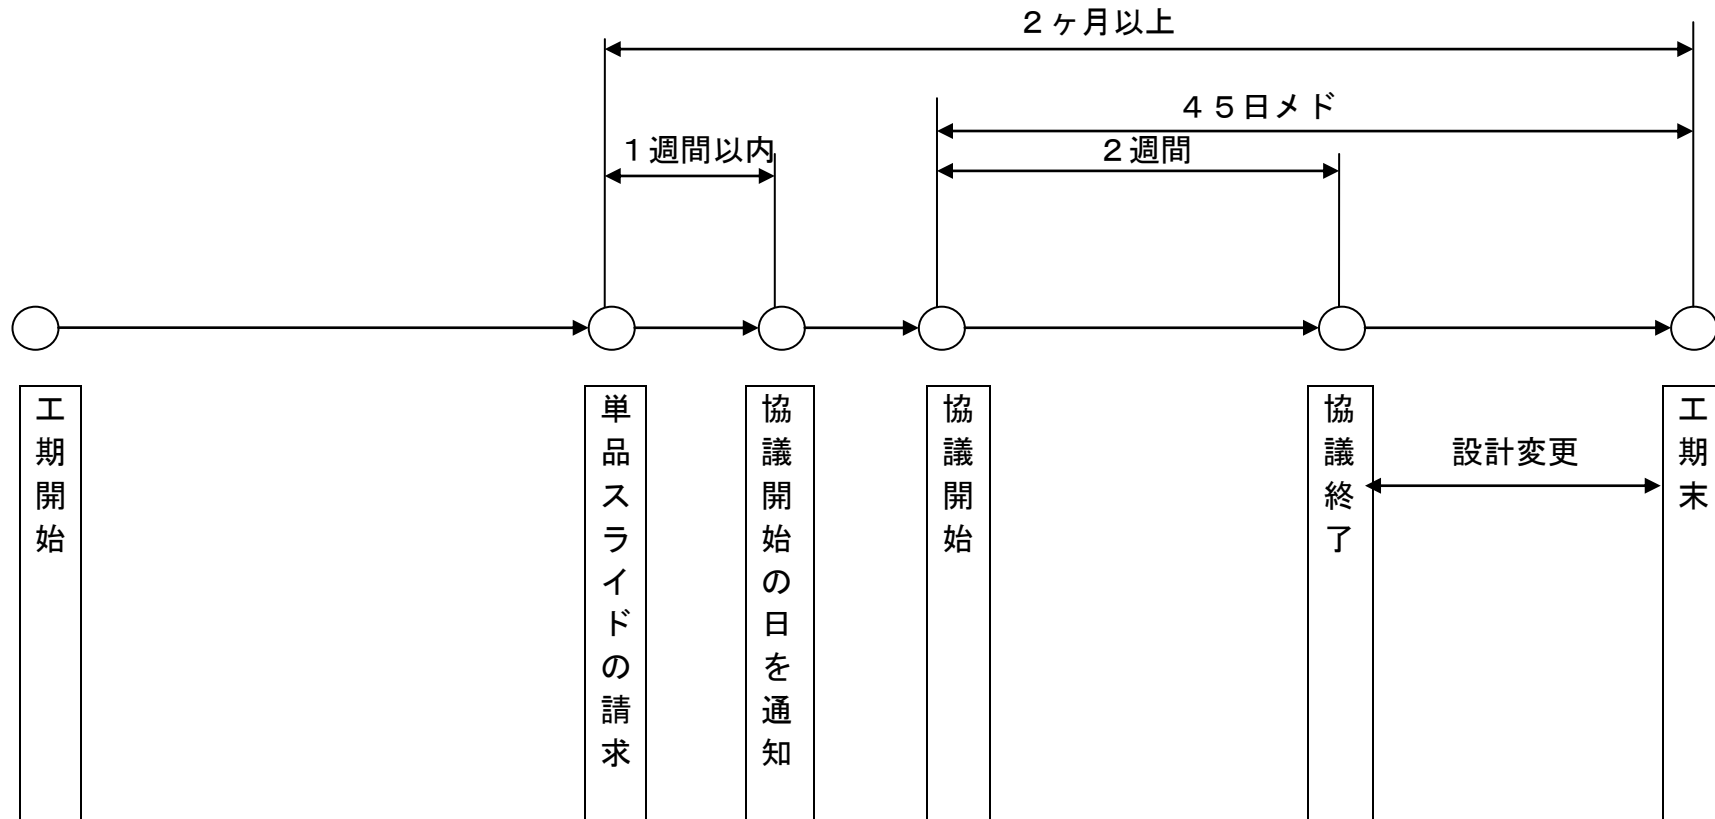 ２ヶ月以上
４５日メド
１週間以内
２週間
工期開始
単品スライドの請求
協議開始の日を通知
協議開始
協議終了
設計変更
工期末